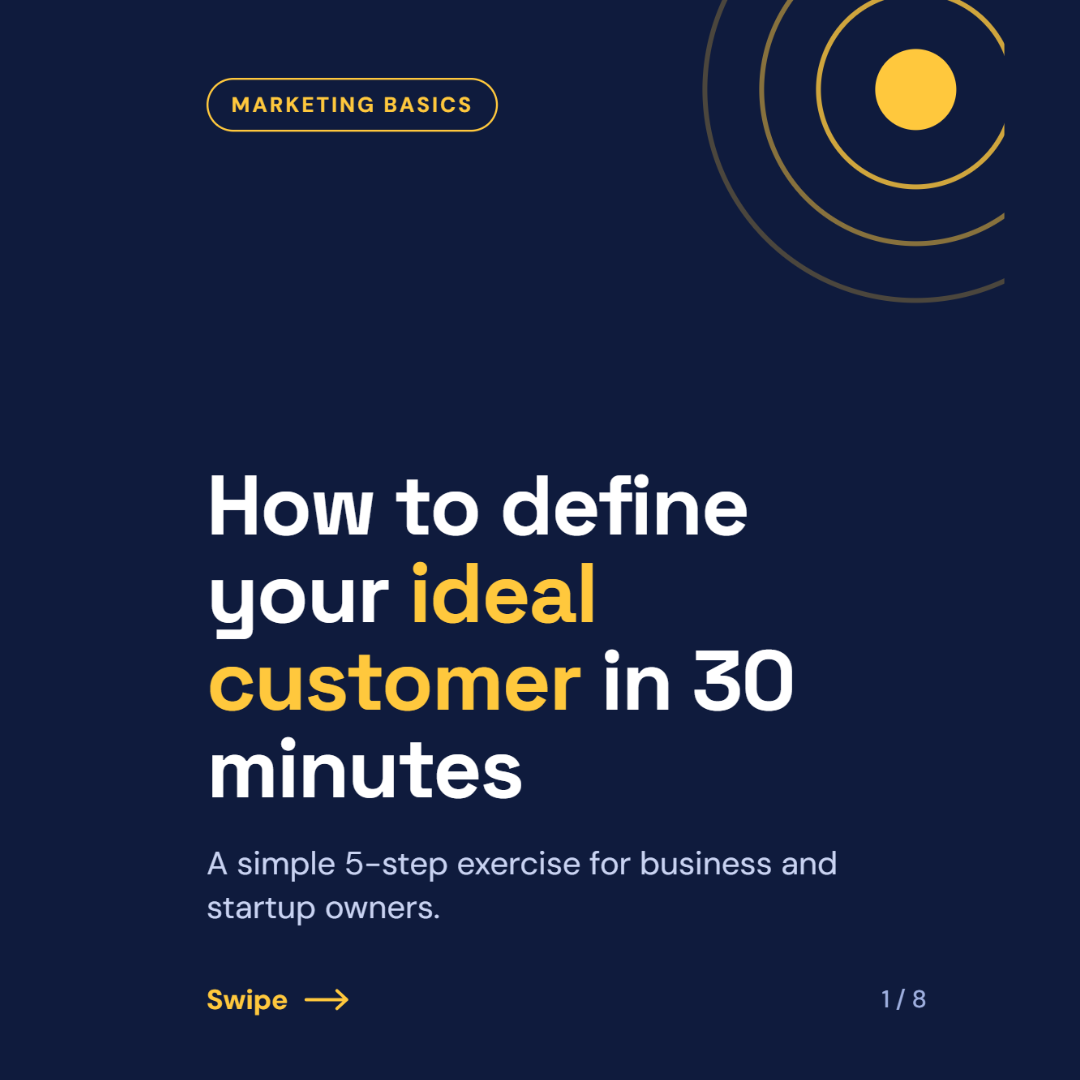 MARKETING BASICS
How to define
your ideal
customer in 30
minutes
A simple 5-step exercise for business and
startup owners.
Swipe →
1 / 8